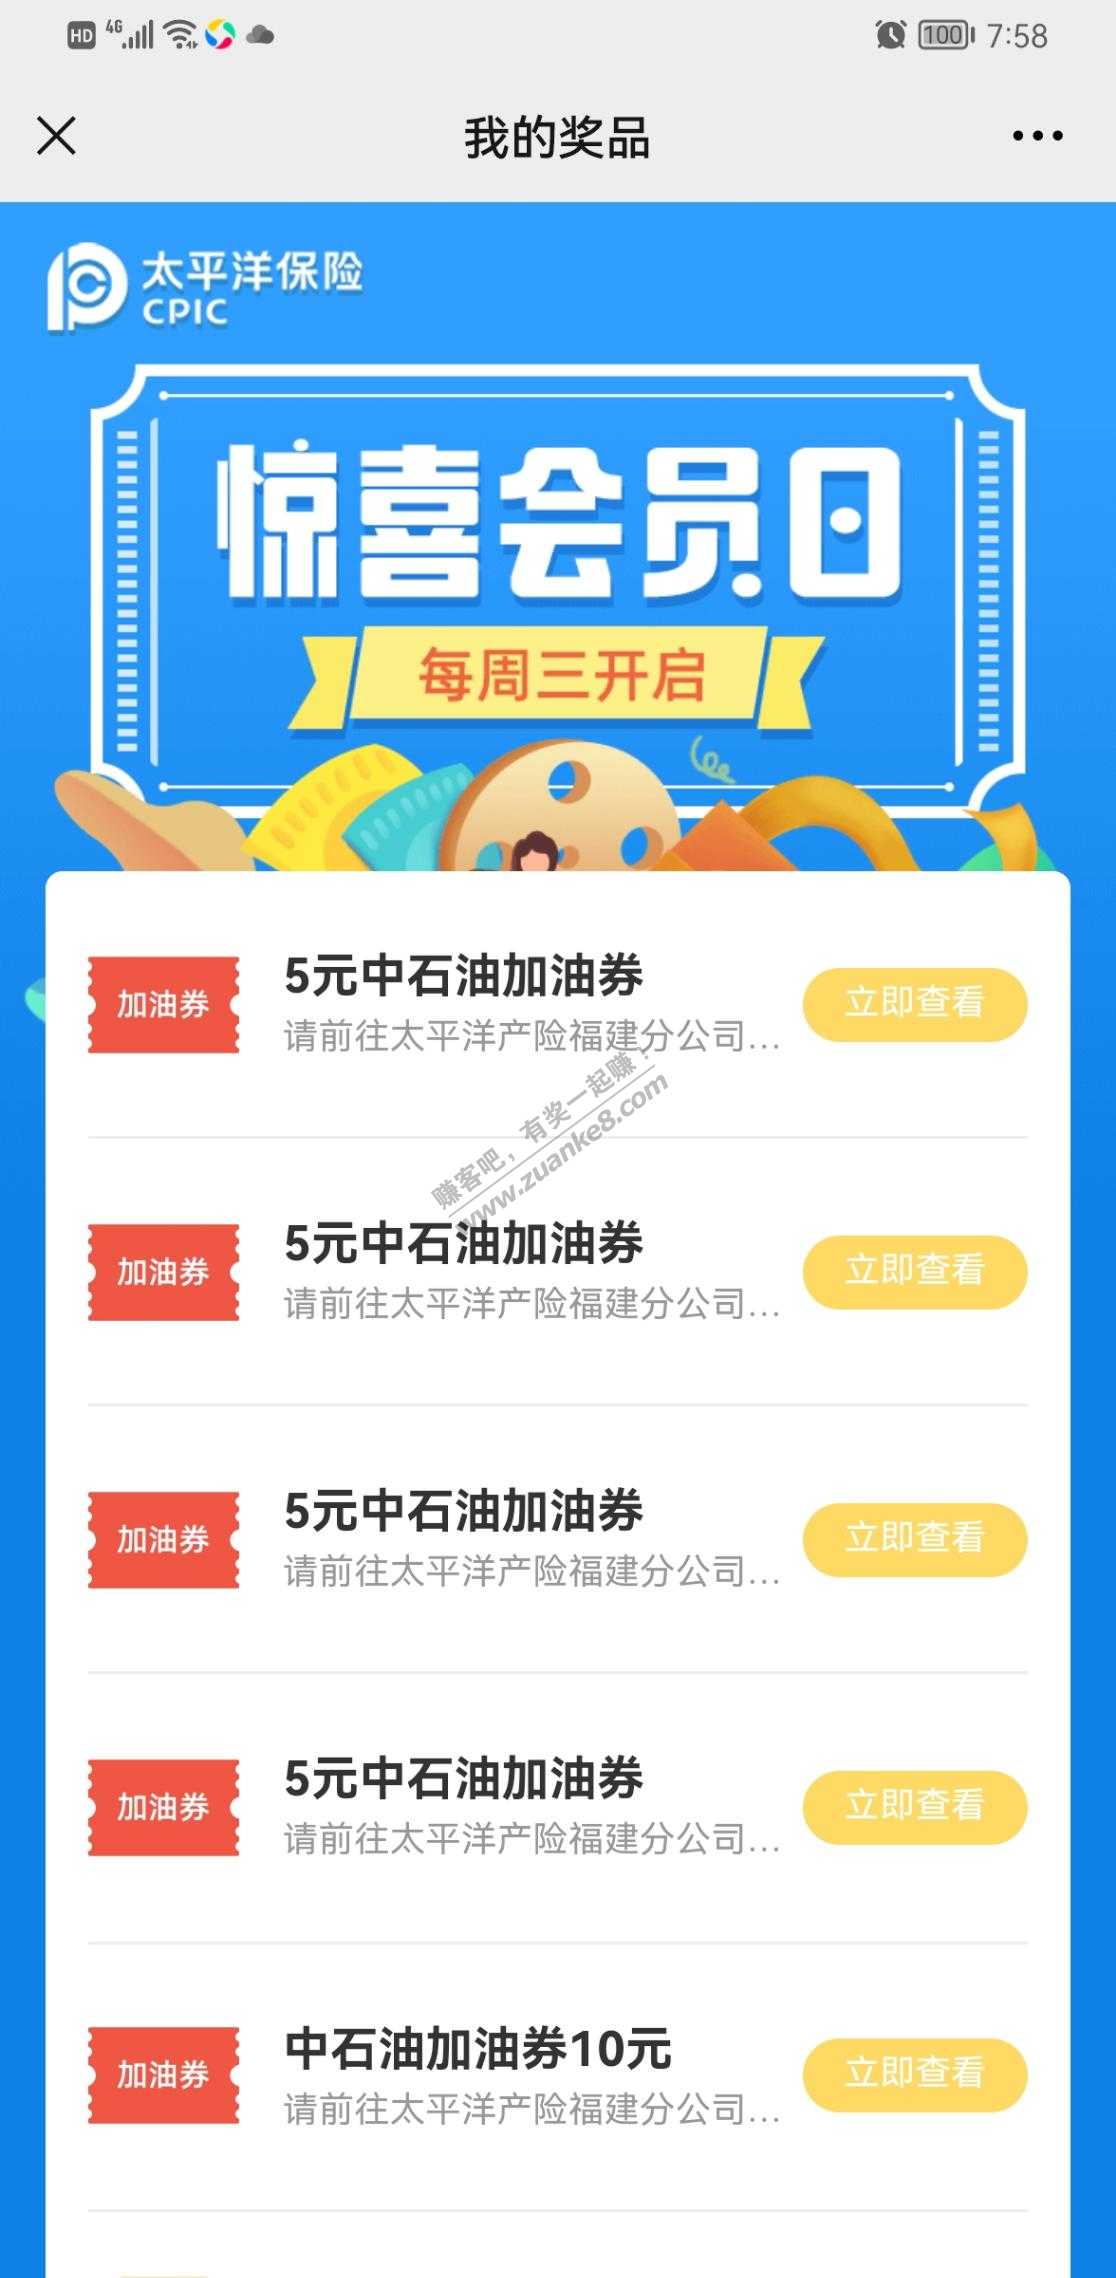 HD 4G 100 7:58
我的奖品
太平洋保险
CPIC
惊喜会员日
每周三开启
加油券
5元中石油加油券
请前往太平洋产险福建分公司...
立即查看
赚客吧，有奖一起赚！
www.zuanke8.com
加油券
5元中石油加油券
请前往太平洋产险福建分公司...
立即查看
加油券
5元中石油加油券
请前往太平洋产险福建分公司...
立即查看
加油券
5元中石油加油券
请前往太平洋产险福建分公司...
立即查看
加油券
中石油加油券10元
请前往太平洋产险福建分公司...
立即查看